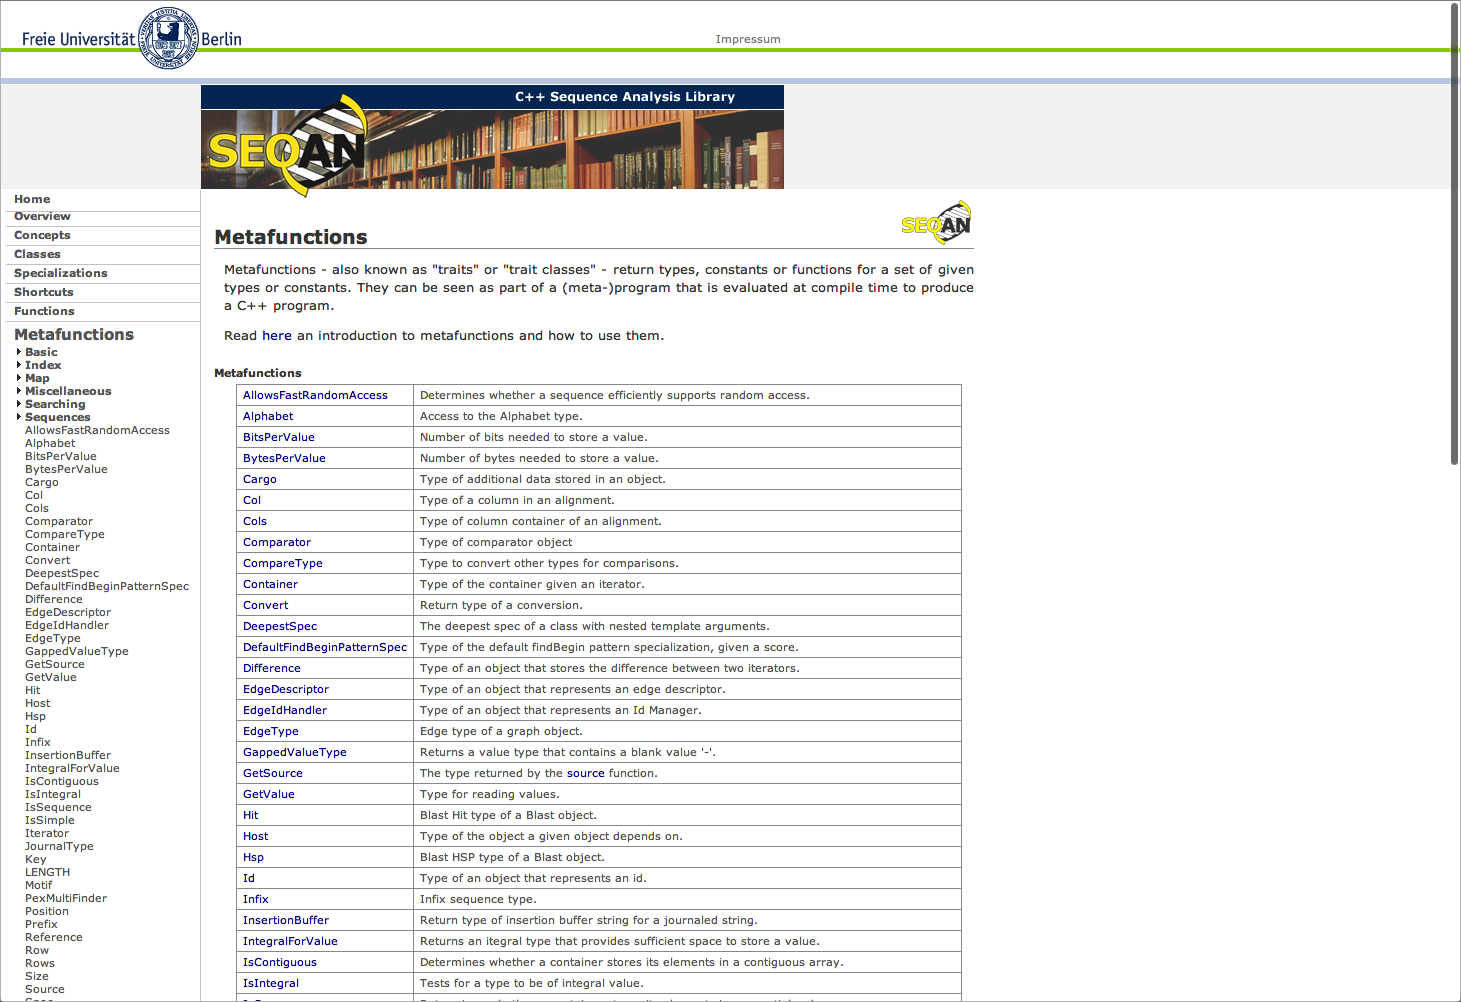 Freie Universität Berlin
Impressum
C++ Sequence Analysis Library
SEQAN
Home
Overview
Concepts
Classes
Specializations
Shortcuts
Functions
Metafunctions
Basic
Index
Map
Miscellaneous
Searching
Sequences
AllowsFastRandomAccess
Alphabet
BitsPerValue
BytesPerValue
Cargo
Col
Cols
Comparator
CompareType
Container
Convert
DeepestSpec
DefaultFindBeginPatternSpec
Difference
EdgeDescriptor
EdgeIdHandler
EdgeType
GappedValueType
GetSource
GetValue
Hit
Host
Hsp
Id
Infix
InsertionBuffer
IntegralForValue
IsContiguous
IsIntegral
IsSequence
IsSimple
Iterator
JournalType
Key
LENGTH
Motif
PexMultiFinder
Position
Prefix
Reference
Row
Rows
Size
Source
SEQAN
Metafunctions
Metafunctions - also known as "traits" or "trait classes" - return types, constants or functions for a set of given
types or constants. They can be seen as part of a (meta-)program that is evaluated at compile time to produce
a C++ program.
Read here an introduction to metafunctions and how to use them.
Metafunctions
AllowsFastRandomAccess Determines whether a sequence efficiently supports random access.
Alphabet Access to the Alphabet type.
BitsPerValue Number of bits needed to store a value.
BytesPerValue Number of bytes needed to store a value.
Cargo Type of additional data stored in an object.
Col Type of a column in an alignment.
Cols Type of column container of an alignment.
Comparator Type of comparator object
CompareType Type to convert other types for comparisons.
Container Type of the container given an iterator.
Convert Return type of a conversion.
DeepestSpec The deepest spec of a class with nested template arguments.
DefaultFindBeginPatternSpec Type of the default findBegin pattern specialization, given a score.
Difference Type of an object that stores the difference between two iterators.
EdgeDescriptor Type of an object that represents an edge descriptor.
EdgeIdHandler Type of an object that represents an Id Manager.
EdgeType Edge type of a graph object.
GappedValueType Returns a value type that contains a blank value '-'.
GetSource The type returned by the source function.
GetValue Type for reading values.
Hit Blast Hit type of a Blast object.
Host Type of the object a given object depends on.
Hsp Blast HSP type of a Blast object.
Id Type of an object that represents an id.
Infix Infix sequence type.
InsertionBuffer Return type of insertion buffer string for a journaled string.
IntegralForValue Returns an itegral type that provides sufficient space to store a value.
IsContiguous Determines whether a container stores its elements in a contiguous array.
IsIntegral Tests for a type to be of integral value.